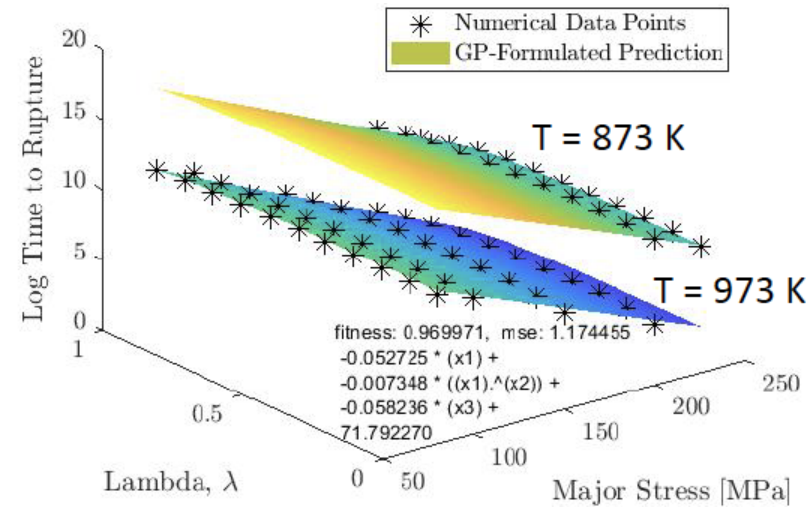 Numerical Data Points
GP-Formulated Prediction
20
15
10
5
0
Log Time to Rupture
T = 873 K
T = 973 K
fitness: 0.969971, mse: 1.174455
-0.052725 * (x1) +
-0.007348 * ((x1).^(x2)) +
-0.058236 * (x3) +
71.792270
1
0.5
0
Lambda, λ
50
100
150
200
250
Major Stress [MPa]